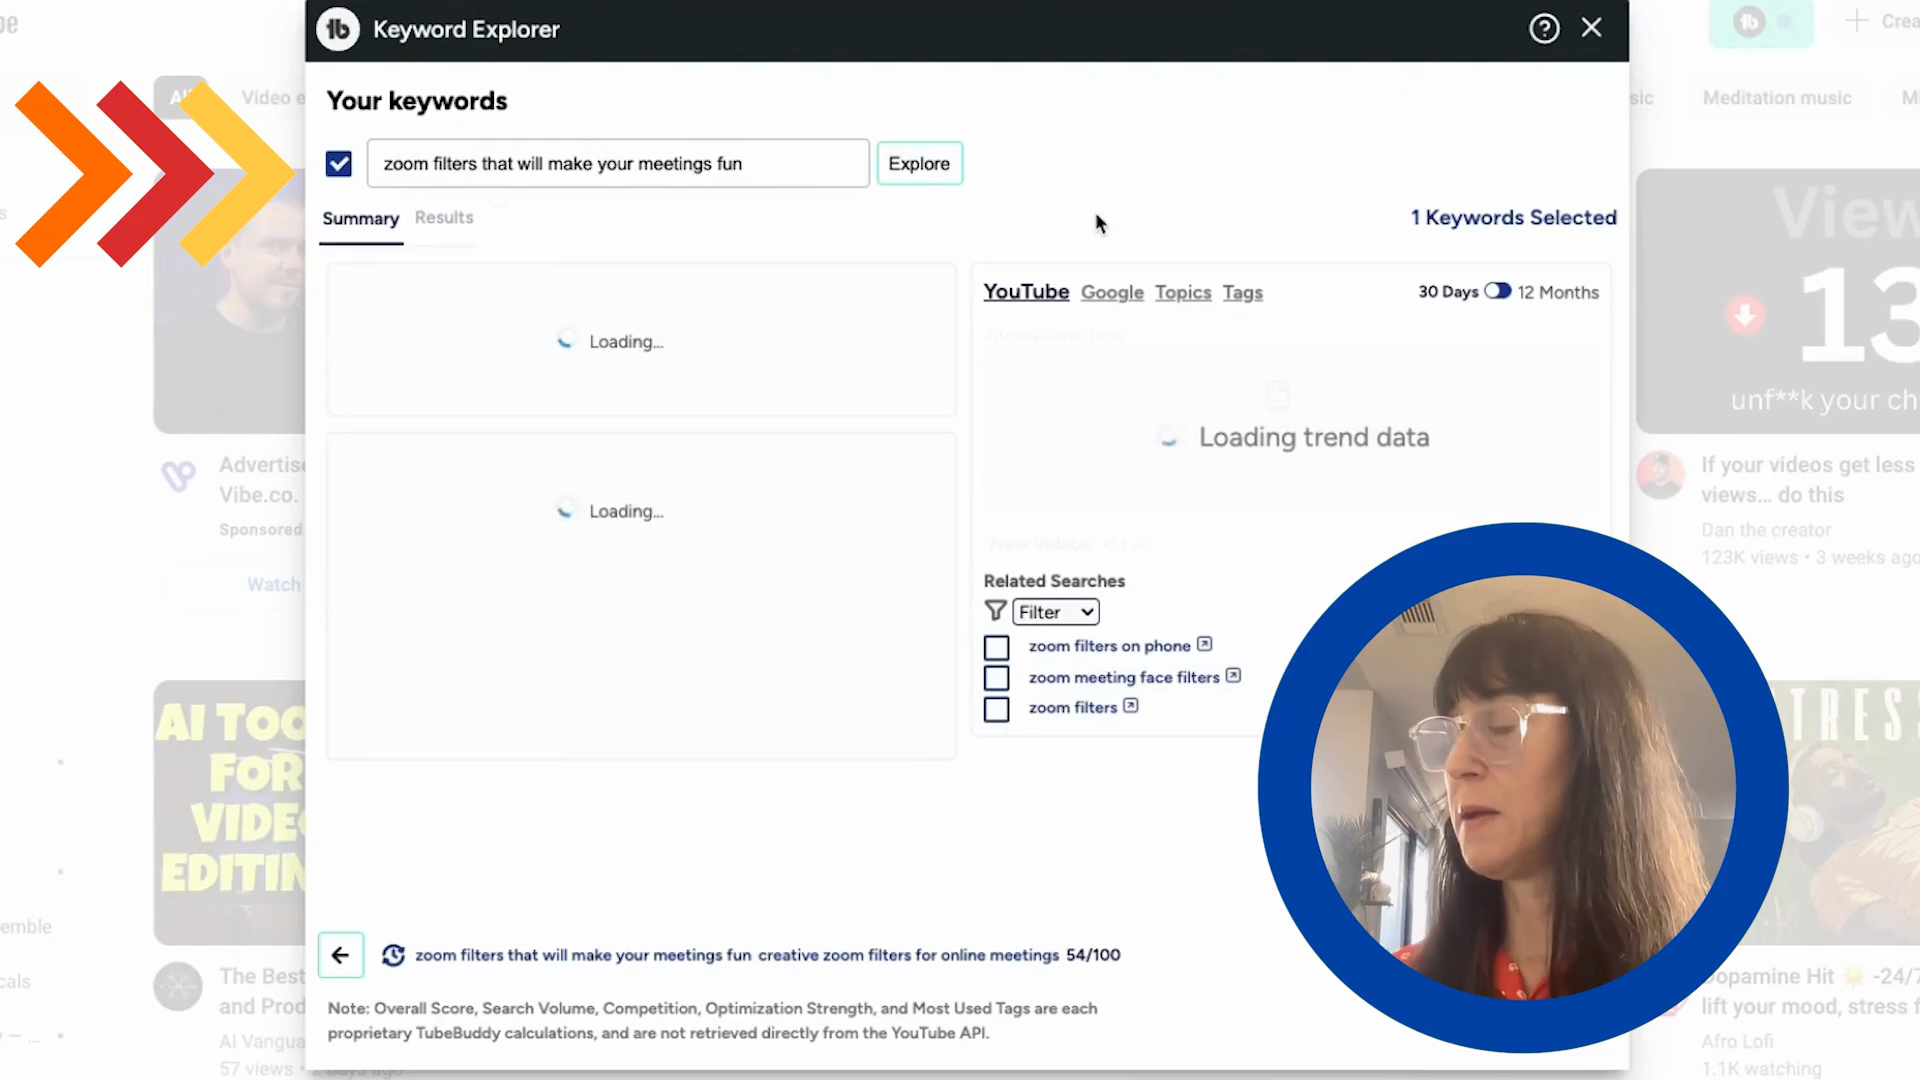 Keyword Explorer
Your keywords
zoom filters that will make your meetings fun
Explore
Summary
Results
1 Keywords Selected
Loading...
Loading...
YouTube Google Topics Tags
30 Days
12 Months
Loading trend data
Related Searches
Filter
zoom filters on phone
zoom meeting face filters
zoom filters
zoom filters that will make your meetings fun creative zoom filters for online meetings 54/100
Note: Overall Score, Search Volume, Competition, Optimization Strength, and Most Used Tags are each
proprietary TubeBuddy calculations, and are not retrieved directly from the YouTube API.
Video e
Vibe.co.
Sponsored
Watch
AI TOO
FOR
VIDE
EDITIN
The Best
and Prod
AI Vangua
57 views
emble
Meditation music
View
13
unf**k your ch
If your videos get less
views... do this
Dan the creator
123K views • 3 weeks ago
TRES
Dopamine Hit -24/7
lift your mood, stress f
Afro Lofi
1.1K watching